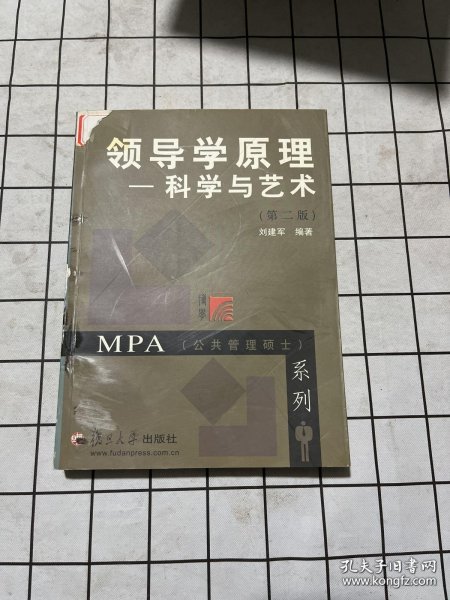 领导学原理
—科学与艺术
(第二版)
刘建军 编著
博学
MPA (公共管理硕士)
系列
复旦大学出版社
www.fudanpress.com.cn
孔夫子旧书网
www.kongfz.com